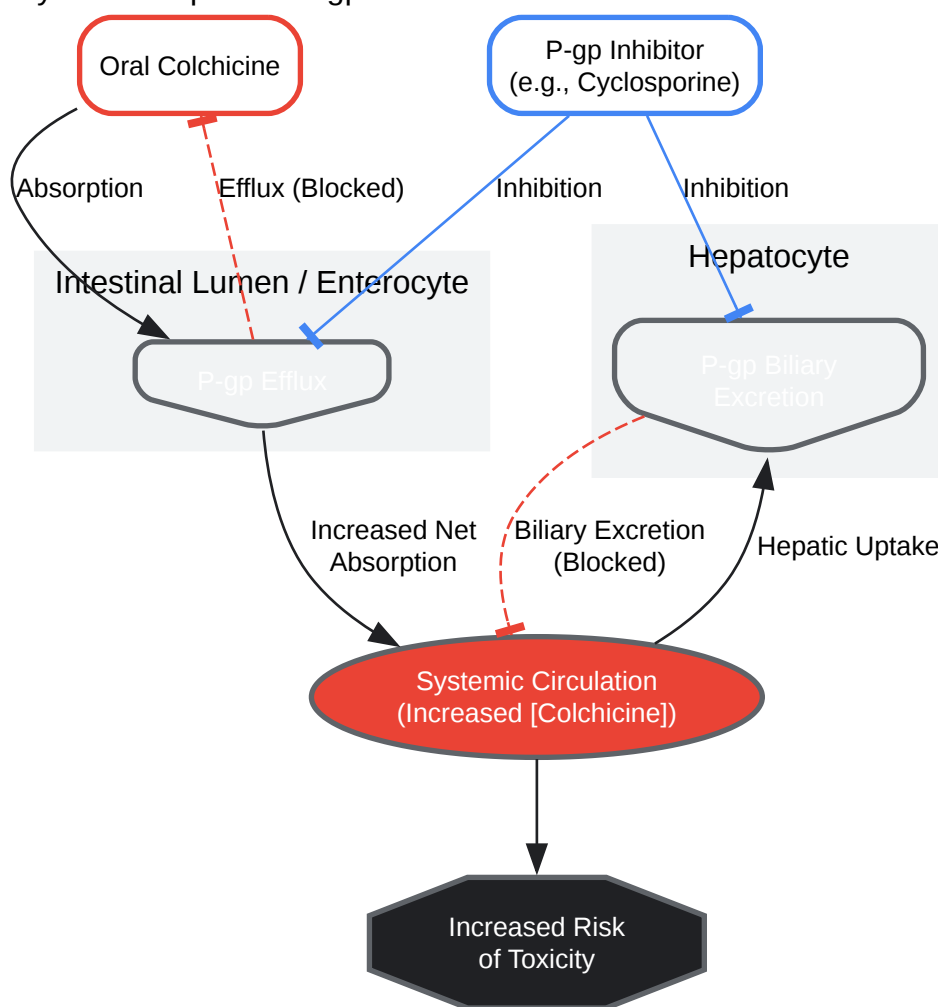 Oral Colchicine
P-gp Inhibitor
(e.g., Cyclosporine)
Absorption
Efflux (Blocked)
Inhibition
Inhibition
Intestinal Lumen / Enterocyte
Hepatocyte
P-gp Efflux
P-gp Biliary
Excretion
Increased Net
Absorption
Biliary Excretion
(Blocked)
Hepatic Uptake
Systemic Circulation
(Increased [Colchicine])
Increased Risk
of Toxicity